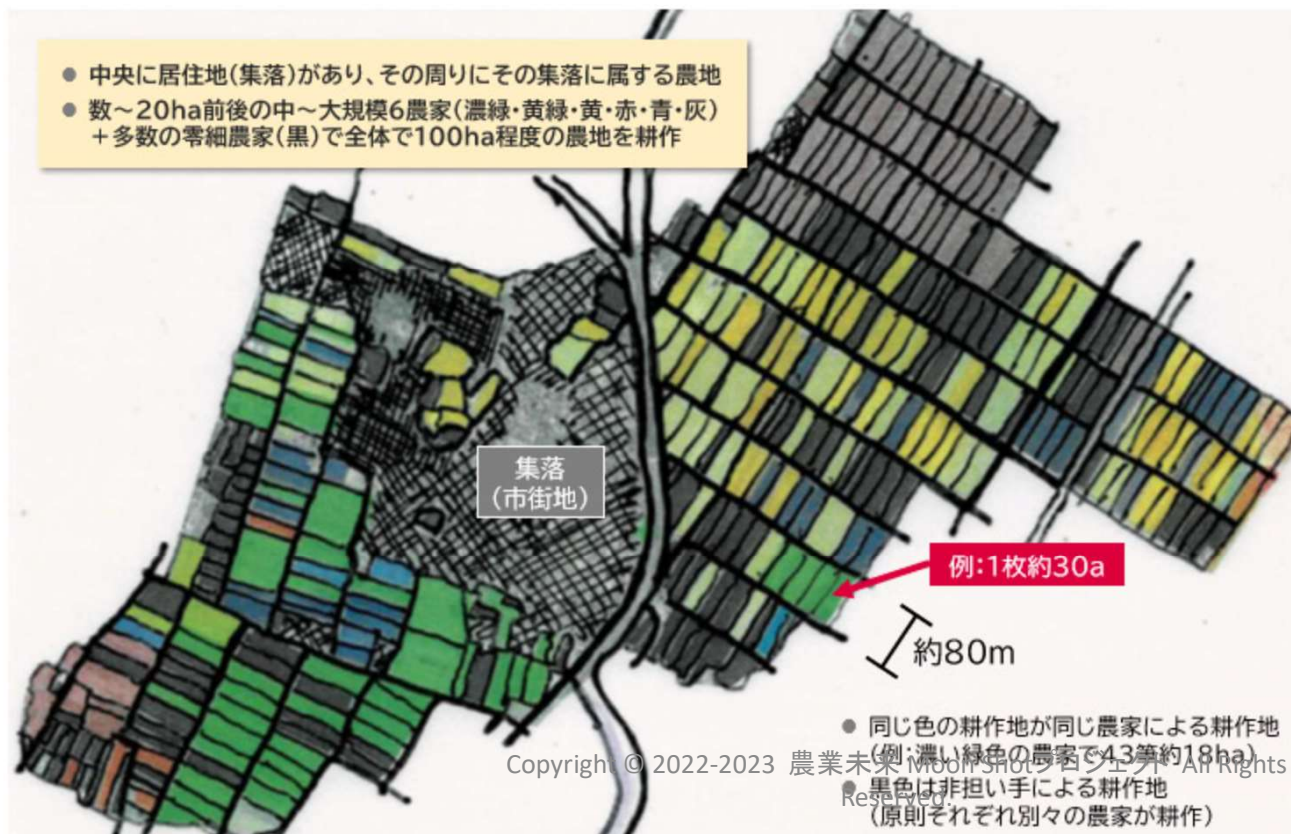 ● 中央に居住地(集落)があり、その周りにその集落に属する農地
● 数～20ha前後の中～大規模6農家(濃緑・黄緑・黄・赤・青・灰)
＋多数の零細農家(黒)で全体で100ha程度の農地を耕作
集落
(市街地)
例:1枚約30a
約80m
● 同じ色の耕作地が同じ農家による耕作地
(例:濃い緑色の農家で43筆約18ha)
● 黒色は非担い手による耕作地
(原則それぞれ別々の農家が耕作)
Copyright © 2022-2023 農業未来 Moon Shotプロジェクト All Rights
Reserved.